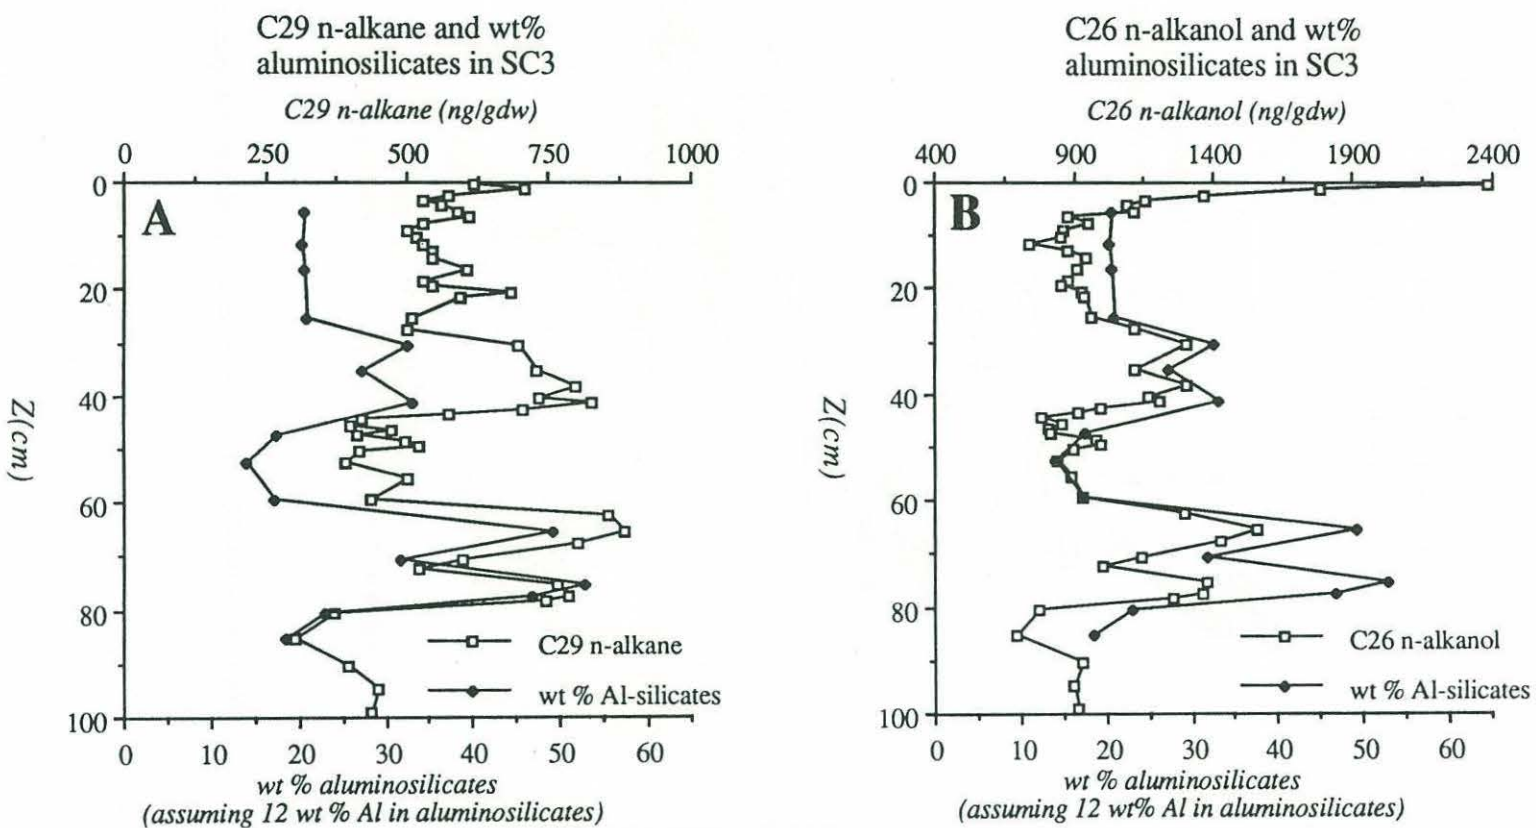 C29 n-alkane and wt%
aluminosilicates in SC3
C29 n-alkane (ng/gdw)
0 250 500 750 1000
0
20
40
60
80
100
Z(cm)
A
C29 n-alkane
wt % Al-silicates
0 10 20 30 40 50 60
wt % aluminosilicates
(assuming 12 wt % Al in aluminosilicates)
C26 n-alkanol and wt%
aluminosilicates in SC3
C26 n-alkanol (ng/gdw)
400 900 1400 1900 2400
0
20
40
60
80
100
Z(cm)
B
C26 n-alkanol
wt % Al-silicates
0 10 20 30 40 50 60
wt % aluminosilicates
(assuming 12 wt% Al in aluminosilicates)